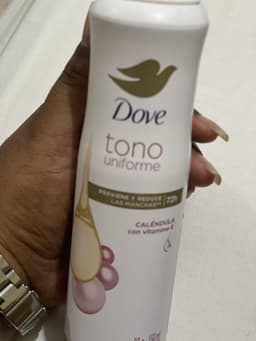 Dove
tono
uniforme
PREVIENE Y REDUCE
LAS MANCHAS
72h
CALÉNDULA
con vitamina E